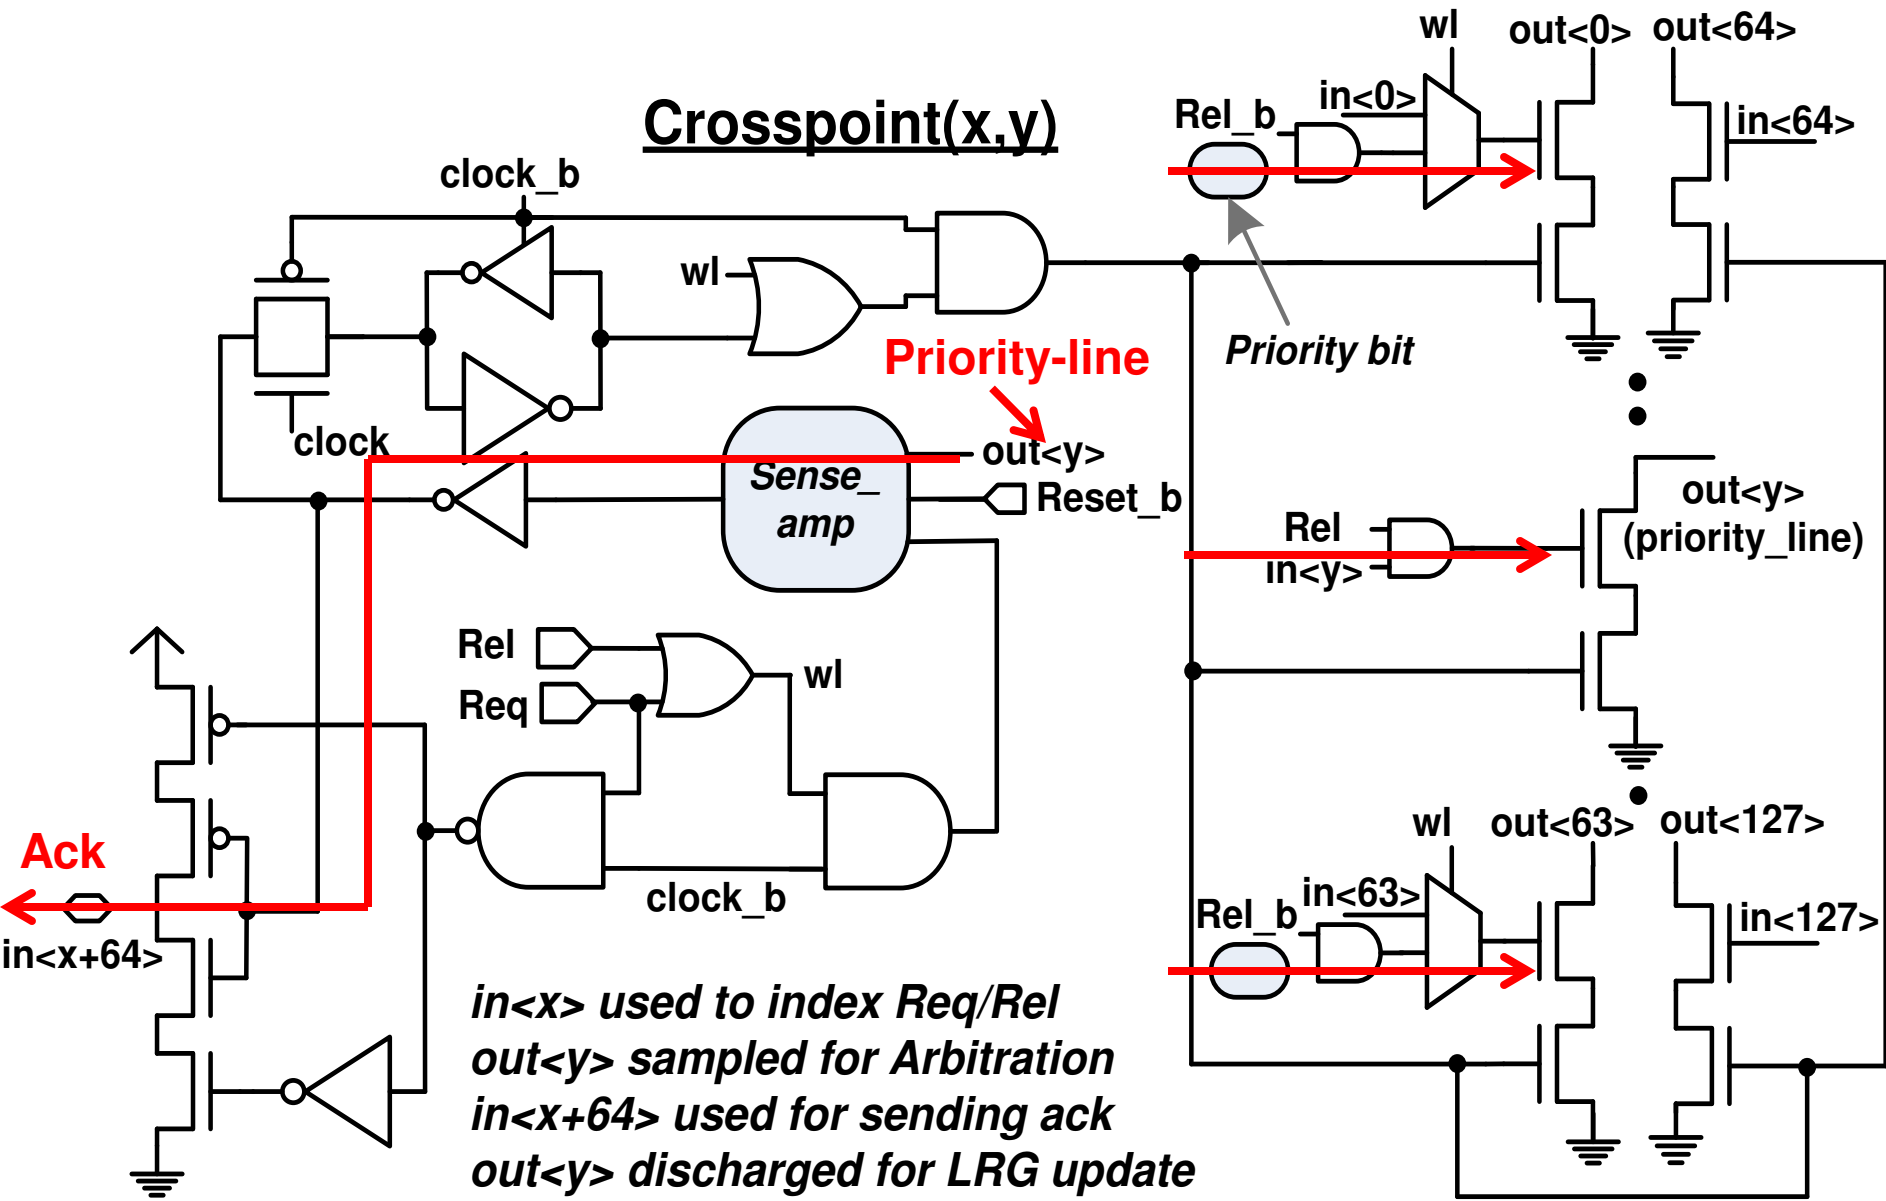 wl
out<0>
out<64>
Crosspoint(x,y)
Rel_b
in<0>
in<64>
clock_b
wl
Priority-line
Priority bit
clock
out<y>
Sense_
amp
Reset_b
out<y>
(priority_line)
Rel
in<y>
Rel
Req
wl
wl
out<63>
out<127>
Ack
clock_b
Rel_b
in<63>
in<127>
in<x+64>
in<x> used to index Req/Rel
out<y> sampled for Arbitration
in<x+64> used for sending ack
out<y> discharged for LRG update